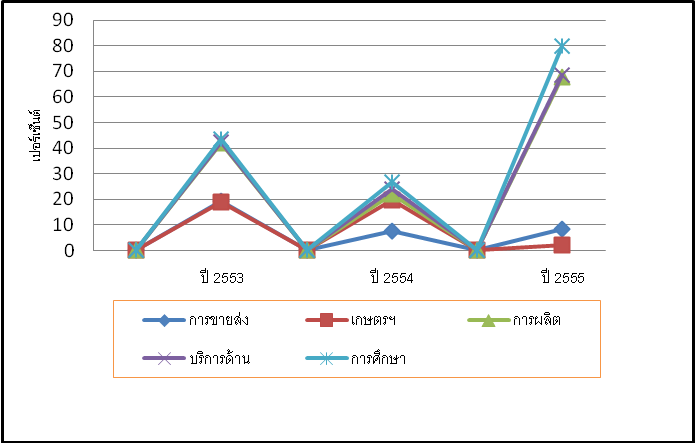 90
80
70
60
50
40
30
20
10
0
เปอร์เซ็นต์
ปี 2553 ปี 2554 ปี 2555
การขายส่ง เกษตรฯ การผลิต
บริการด้าน การศึกษา